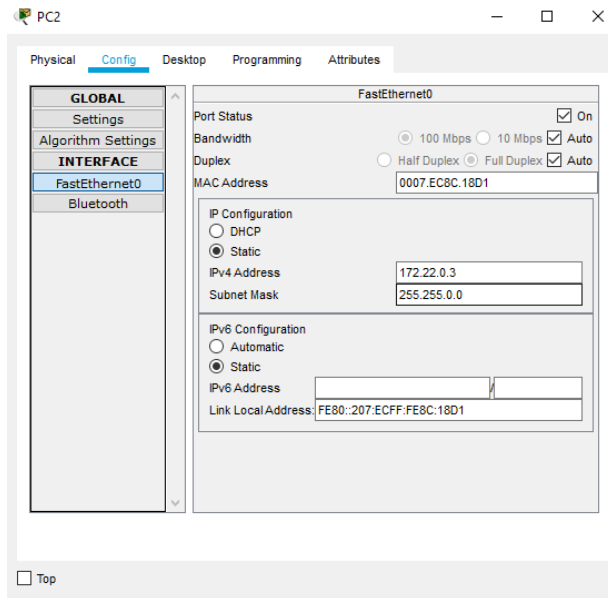 PC2
Physical Config Desktop Programming Attributes
GLOBAL
Settings
Algorithm Settings
INTERFACE
FastEthernet0
Bluetooth
FastEthernet0
Port Status On
Bandwidth 100 Mbps 10 Mbps Auto
Duplex Half Duplex Full Duplex Auto
MAC Address 0007.EC8C.18D1
IP Configuration
DHCP
Static
IPv4 Address 172.22.0.3
Subnet Mask 255.255.0.0
IPv6 Configuration
Automatic
Static
IPv6 Address /
Link Local Address: FE80::207:ECFF:FE8C:18D1
Top